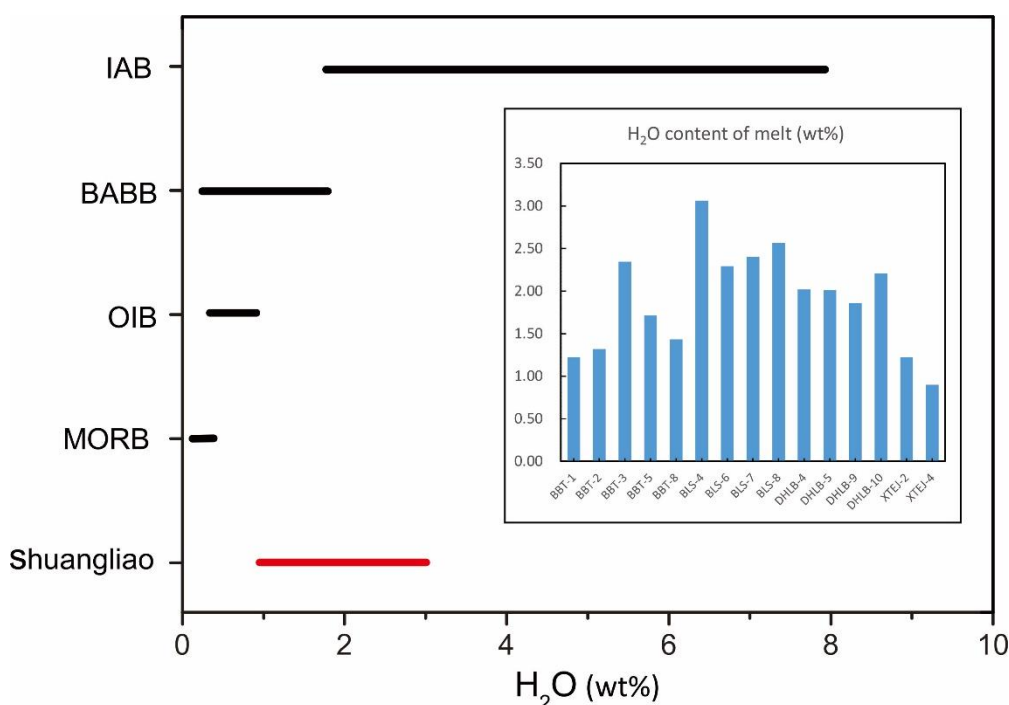 IAB
BABB
OIB
MORB
Shuangliao
H₂O content of melt (wt%)
3.50
3.00
2.50
2.00
1.50
1.00
0.50
0.00
BBT-1 BBT-2 BBT-3 BBT-5 BBT-8 BLS-4 BLS-6 BLS-7 BLS-8 DHLB-4 DHLB-5 DHLB-9 DHLB-10 XTEJ-2 XTEJ-4
0 2 4 6 8 10
H₂O (wt%)